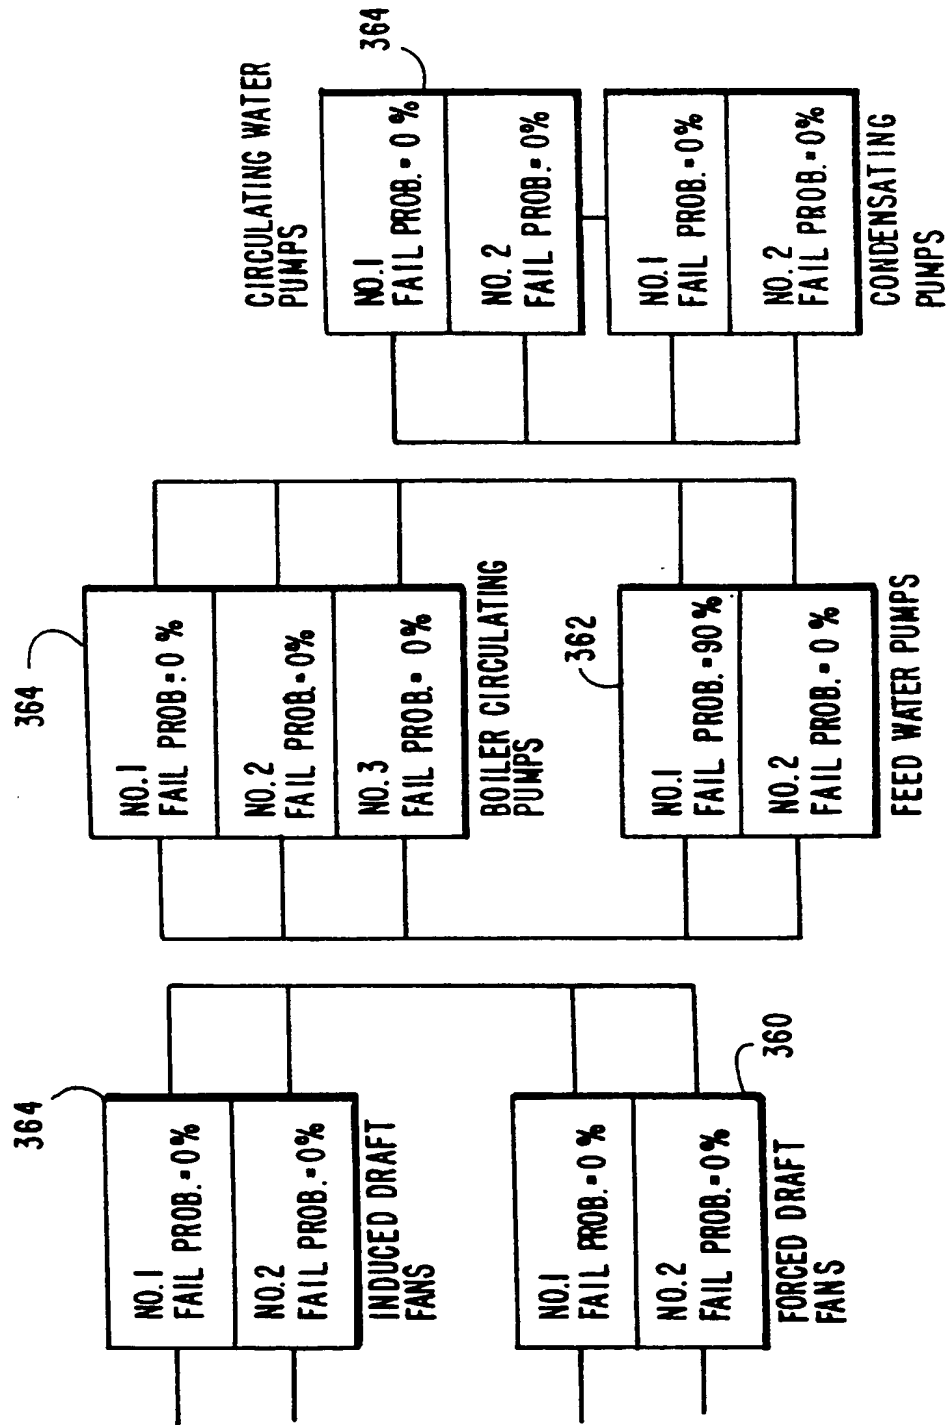 364
NO.1
FAIL PROB.=0%
NO.2
FAIL PROB.=0%
INDUCED DRAFT
FANS
NO.1
FAIL PROB.=0%
NO.2
FAIL PROB.=0%
360
FORCED DRAFT
FANS
364
NO.1
FAIL PROB.=0%
NO.2
FAIL PROB.=0%
NO.3
FAIL PROB.=0%
BOILER CIRCULATING
PUMPS
362
NO.1
FAIL PROB.=90%
NO.2
FAIL PROB.=0%
FEED WATER PUMPS
CIRCULATING WATER
PUMPS
364
NO.1
FAIL PROB.=0%
NO.2
FAIL PROB.=0%
NO.1
FAIL PROB.=0%
NO.2
FAIL PROB.=0%
CONDENSATING
PUMPS